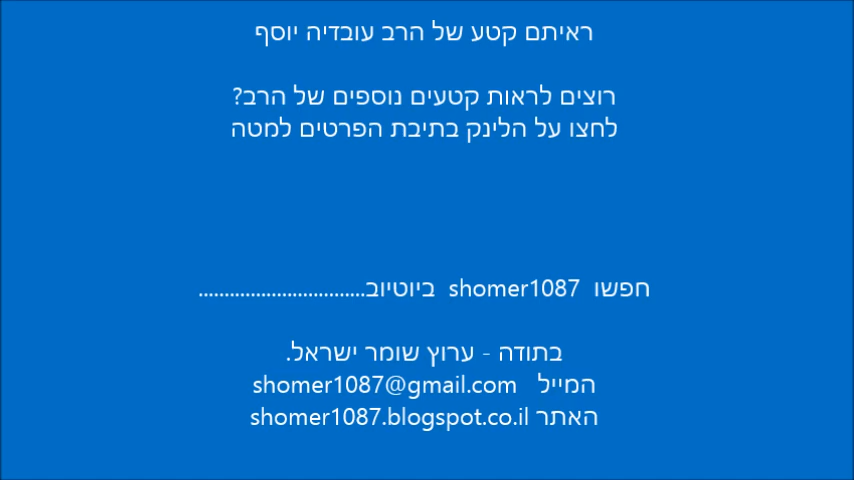 ראיתם קטע של הרב עובדיה יוסף
רוצים לראות קטעים נוספים של הרב?
לחצו על הלינק בתיבת הפרטים למטה
חפשו shomer1087 ביוטיוב................................
בתודה - ערוץ שומר ישראל.
המייל shomer1087@gmail.com
האתר shomer1087.blogspot.co.il